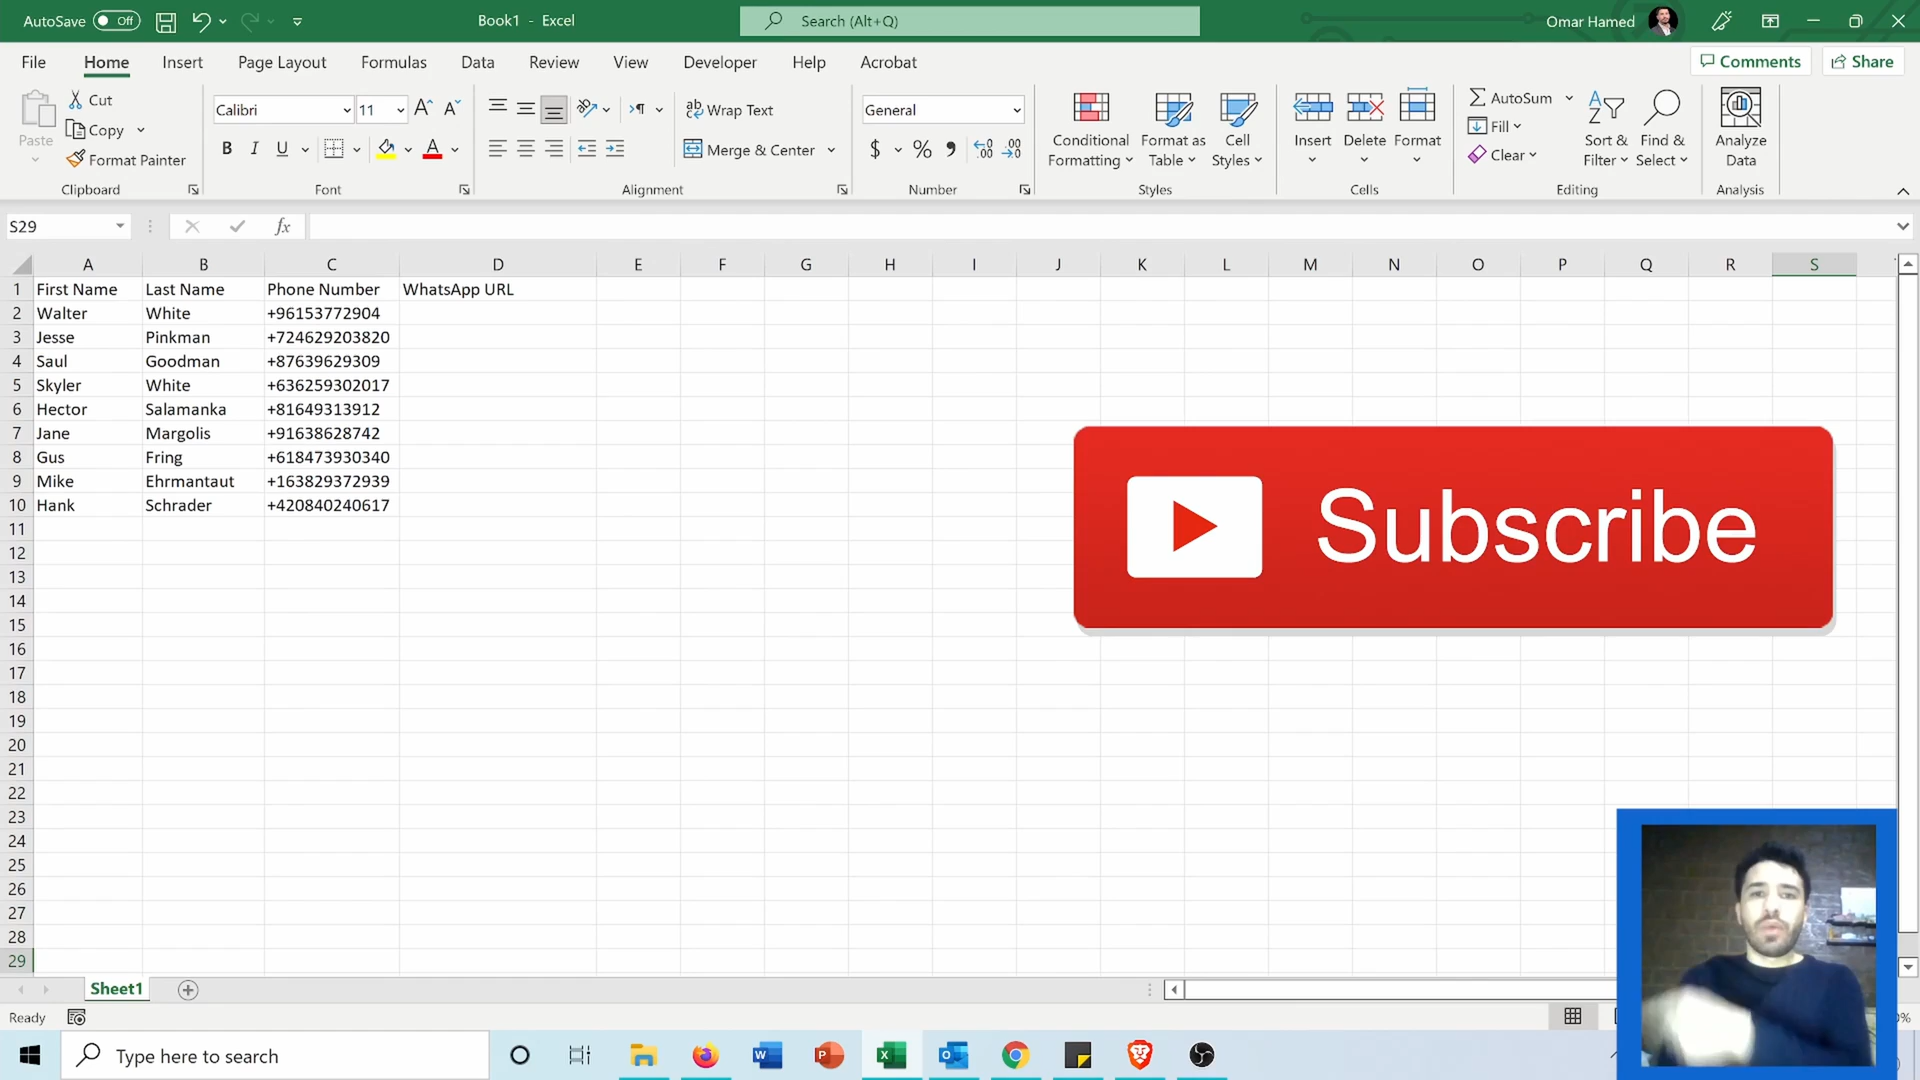 AutoSave Off Book1 - Excel Search (Alt+Q) Omar Hamed
File Home Insert Page Layout Formulas Data Review View Developer Help Acrobat Comments Share
Paste Cut Copy Format Painter Clipboard
Calibri 11 B I U A Font
Wrap Text Merge & Center Alignment
General $ % Number
Conditional Formatting Format as Table Cell Styles Styles
Insert Delete Format Cells
AutoSum Fill Clear Sort & Filter Find & Select Editing
Analyze Data Analysis
S29 fx
A B C D E F G H I J K L M N O P Q R S
1 First Name Last Name Phone Number WhatsApp URL
2 Walter White +96153772904
3 Jesse Pinkman +724629203820
4 Saul Goodman +87639629309
5 Skyler White +636259302017
6 Hector Salamanka +81649313912
7 Jane Margolis +91638628742
8 Gus Fring +618473930340
9 Mike Ehrmantaut +163829372939
10 Hank Schrader +420840240617
11
12
13
14
15
16
17
18
19
20
21
22
23
24
25
26
27
28
29
Subscribe
Sheet1
Ready
Type here to search